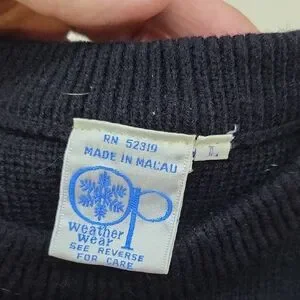 RN 52319
MADE IN MACAU
L
Op
Weather
Wear
SEE REVERSE
FOR CARE